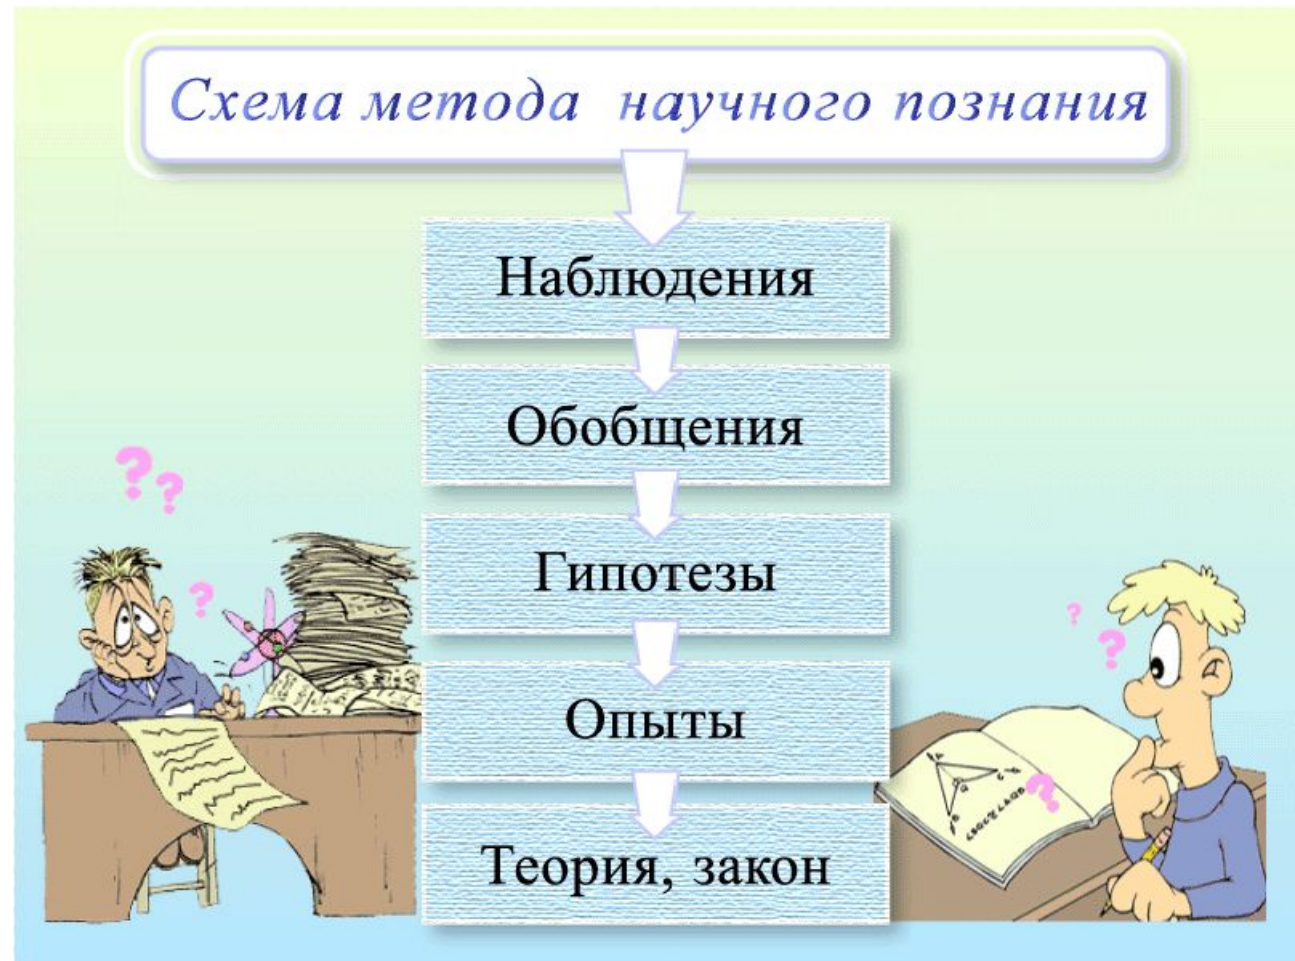 Схема метода научного познания
Наблюдения
Обобщения
Гипотезы
Опыты
Теория, закон